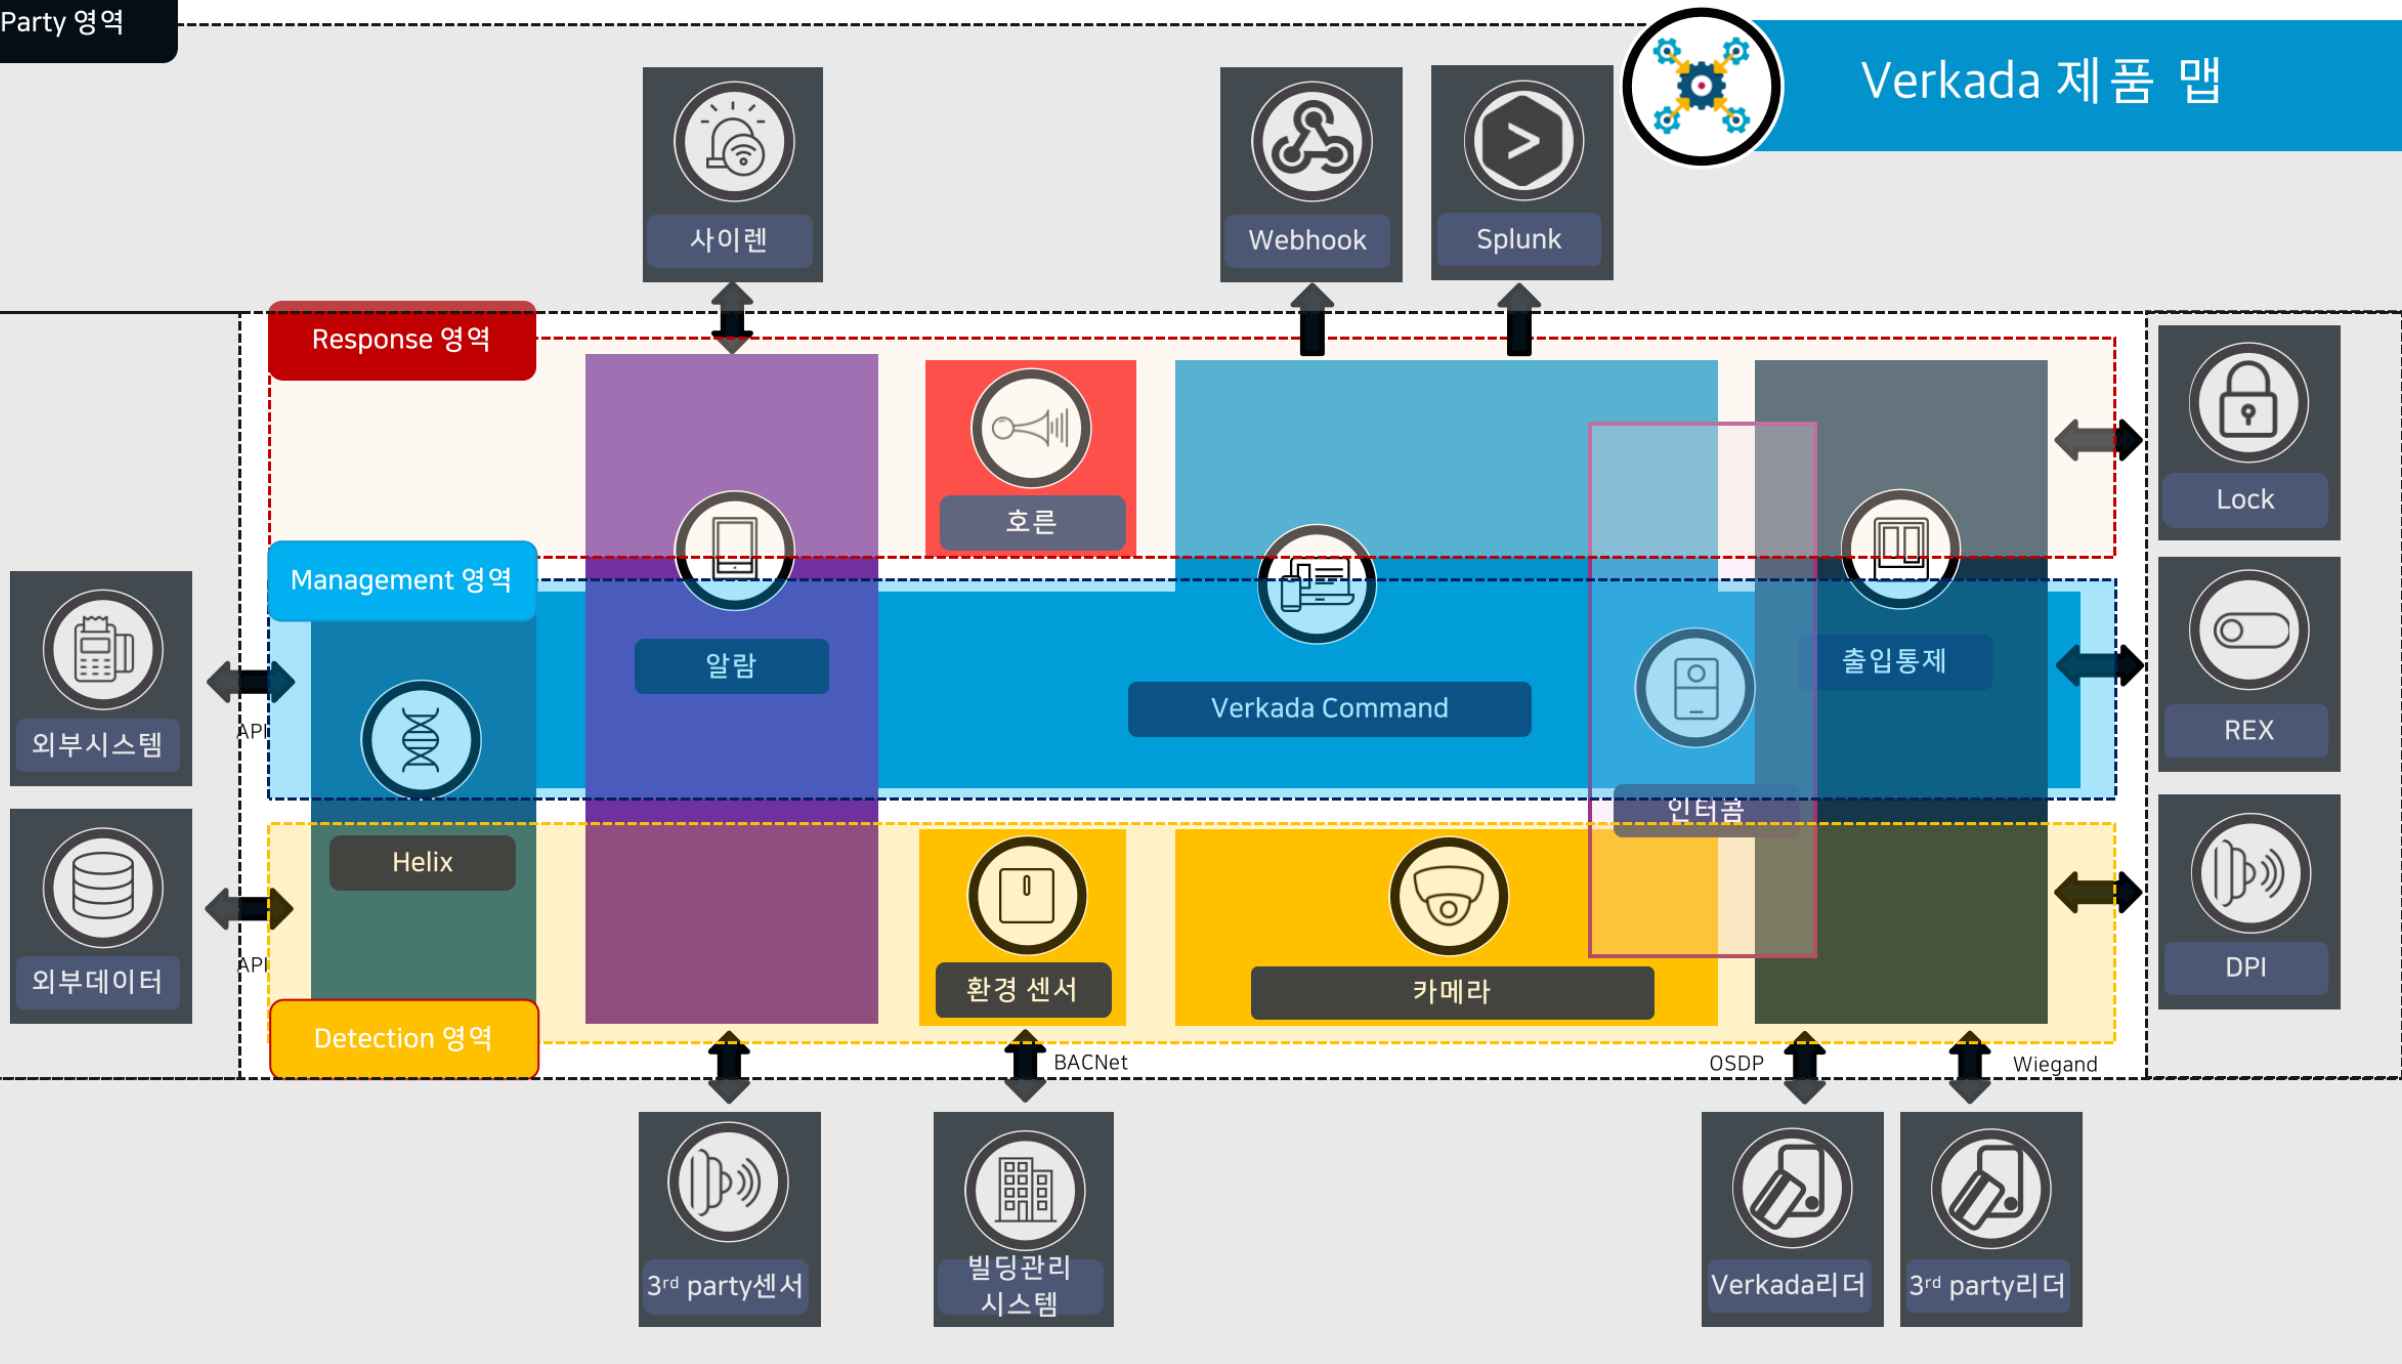 Party 영역
Verkada 제품 맵
사이렌
Webhook
Splunk
Response 영역
호른
Lock
Management 영역
알람
출입통제
Verkada Command
외부시스템
API
REX
인터콤
Helix
외부데이터
API
환경 센서
카메라
DPI
Detection 영역
BACNet
OSDP
Wiegand
3rd party센서
빌딩관리
시스템
Verkada리더
3rd party리더